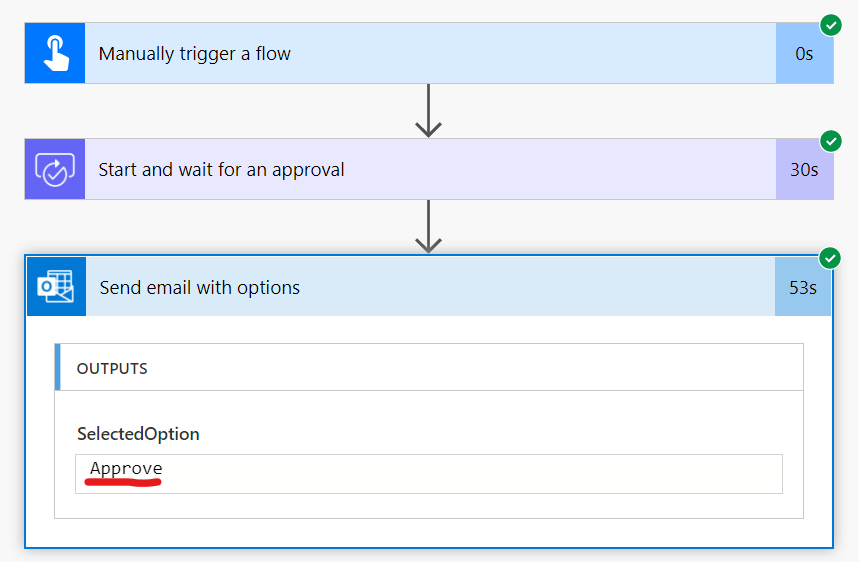 Manually trigger a flow
0s
Start and wait for an approval
30s
Send email with options
53s
OUTPUTS
SelectedOption
Approve